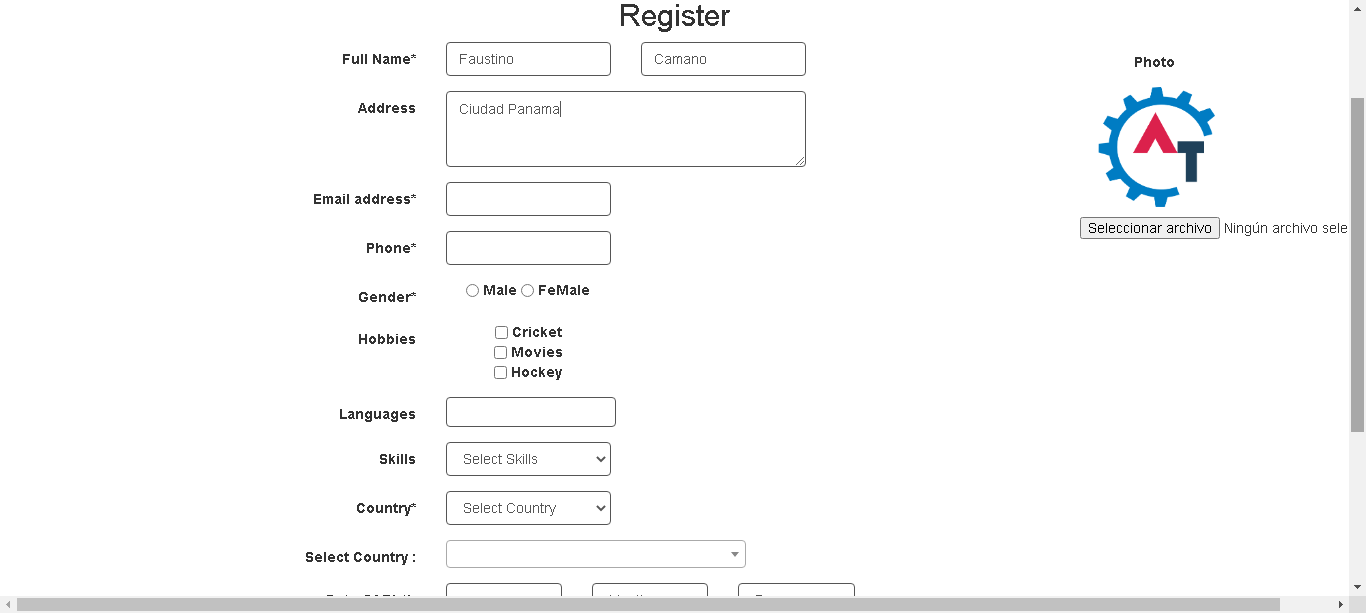 Register
Full Name* Faustino Camano
Photo
Address Ciudad Panama
AT
Email address*
Seleccionar archivo Ningún archivo sele
Phone*
Gender* Male FeMale
Hobbies Cricket
Movies
Hockey
Languages
Skills Select Skills
Country* Select Country
Select Country :